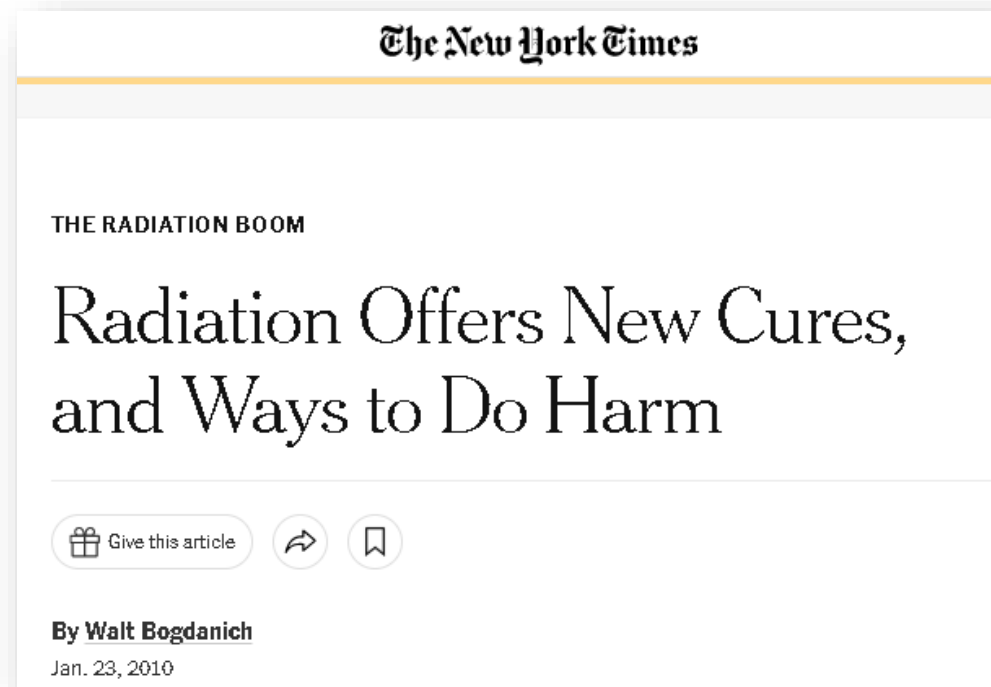 The New York Times
THE RADIATION BOOM
Radiation Offers New Cures,
and Ways to Do Harm
Give this article
By Walt Bogdanich
Jan. 23, 2010